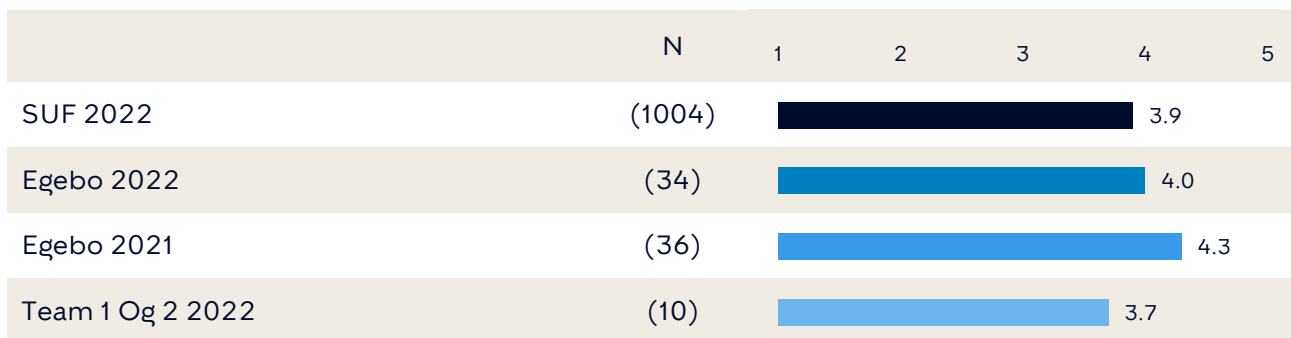 N 1 2 3 4 5
SUF 2022 (1004) 3.9
Egebo 2022 (34) 4.0
Egebo 2021 (36) 4.3
Team 1 Og 2 2022 (10) 3.7